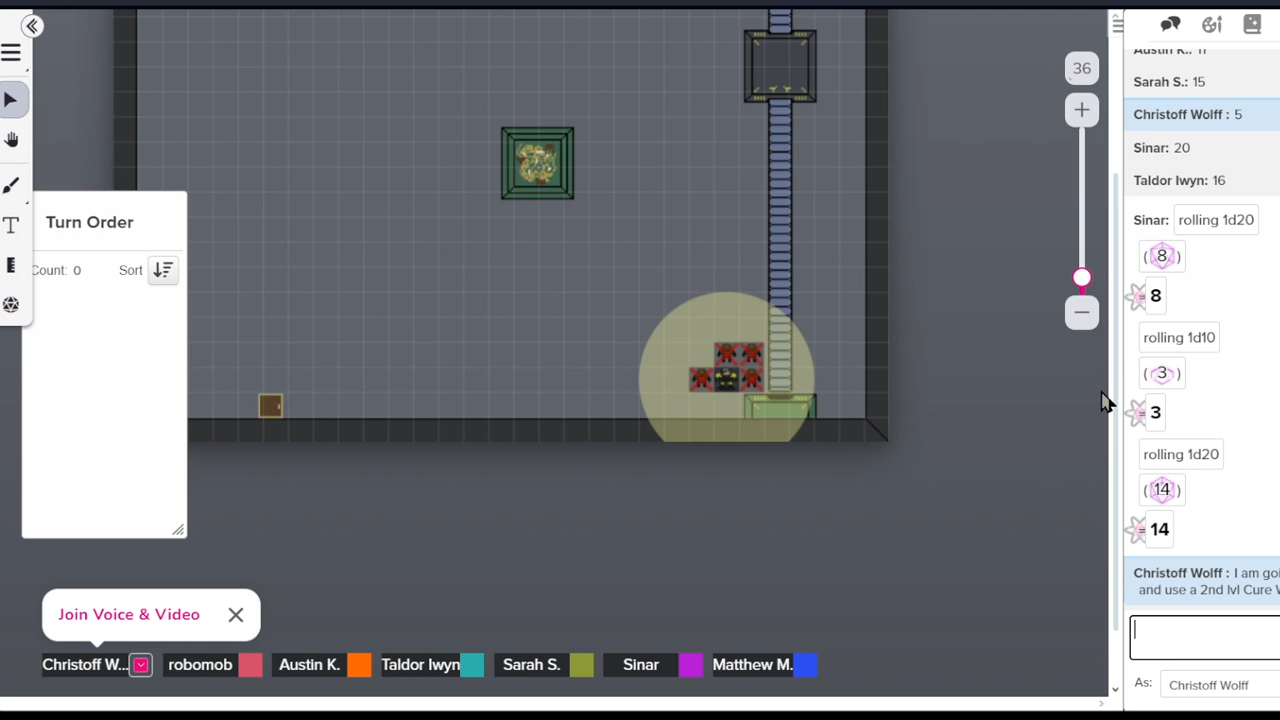 Turn Order
Count: 0 Sort
36
Austin K.: 11
Sarah S.: 15
Christoff Wolff : 5
Sinar: 20
Taldor Iwyn: 16
Sinar: rolling 1d20
(8)
= 8
rolling 1d10
(3)
= 3
rolling 1d20
(14)
= 14
Christoff Wolff : I am goi
and use a 2nd lvl Cure W
As: Christoff Wolff
Join Voice & Video
Christoff W... robomob Austin K. Taldor Iwyn Sarah S. Sinar Matthew M.